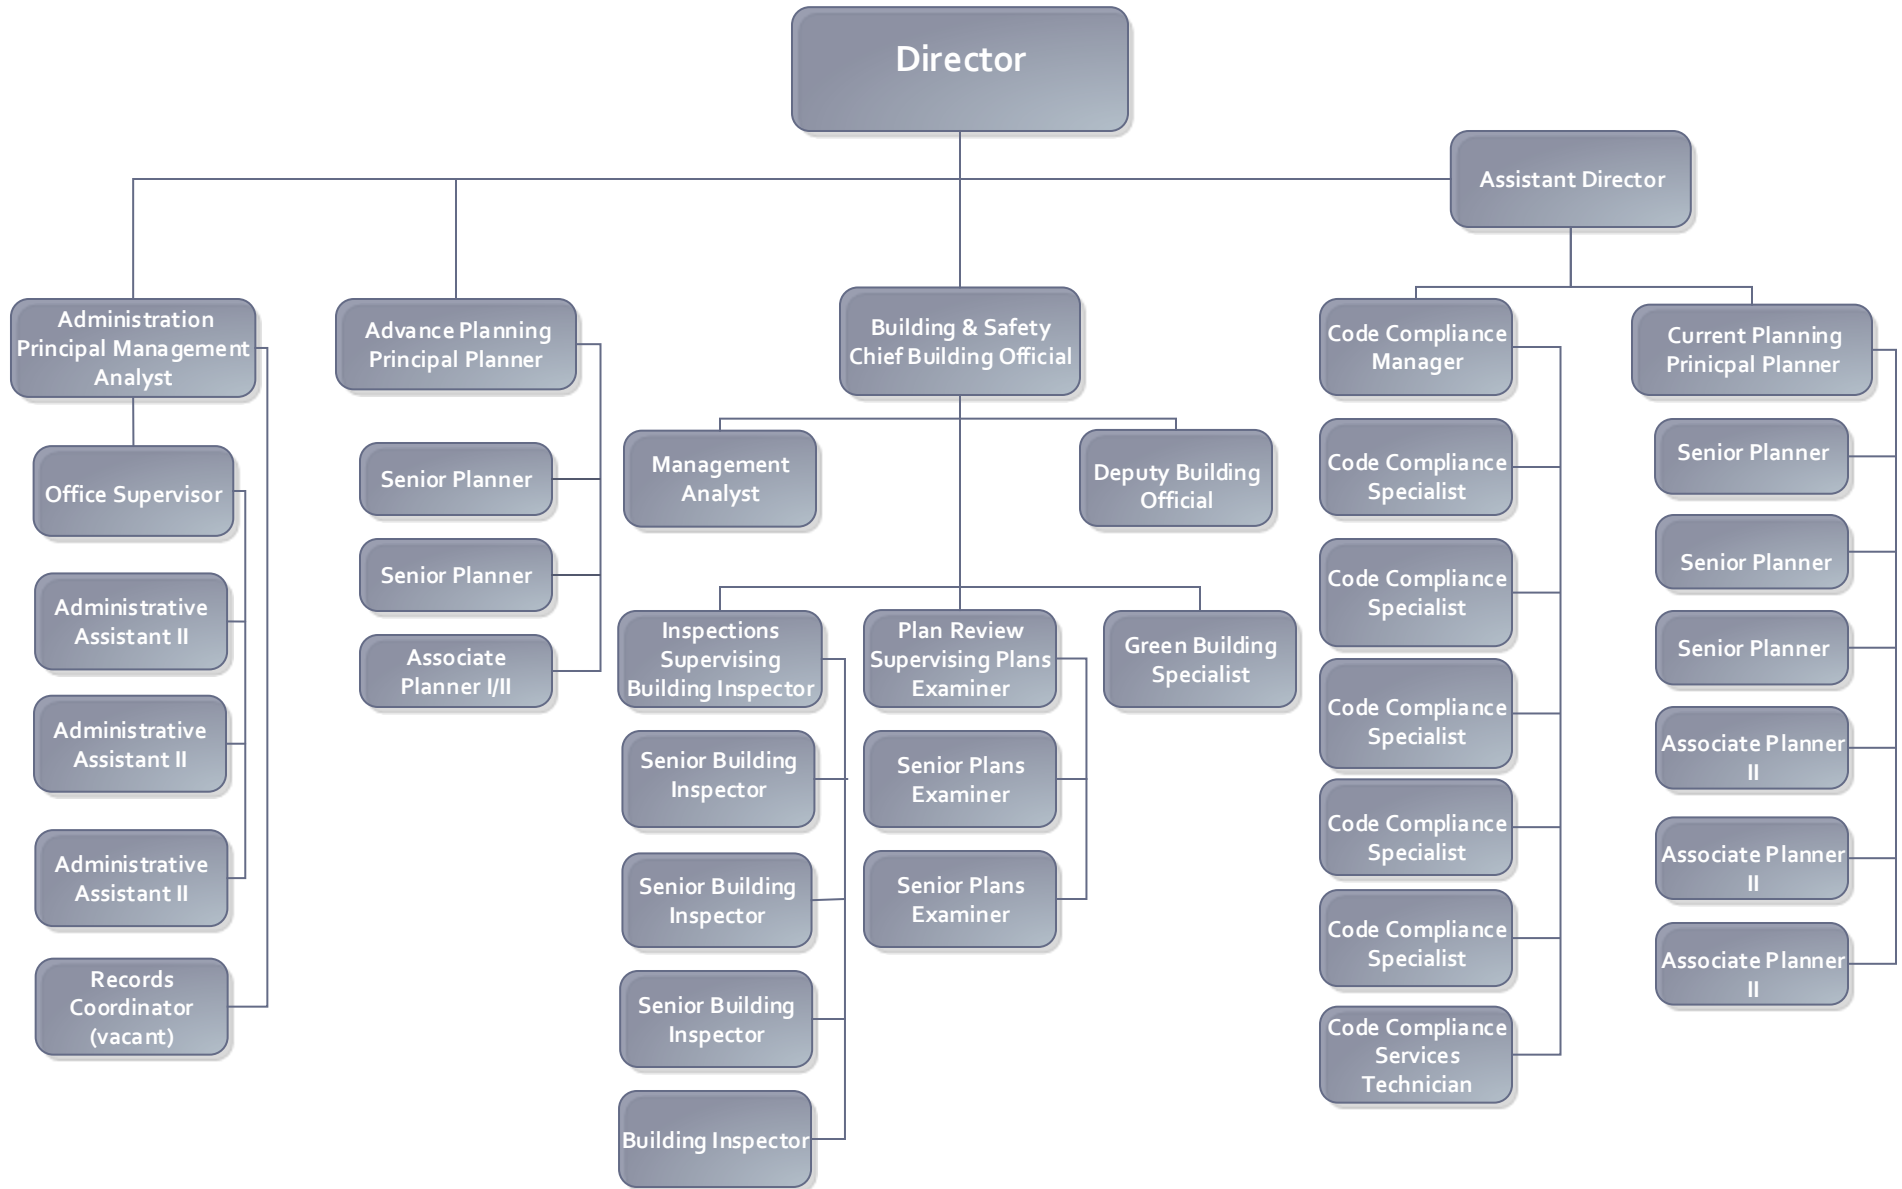 Director
Assistant Director
Administration
Principal Management
Analyst
Office Supervisor
Administrative
Assistant II
Administrative
Assistant II
Administrative
Assistant II
Records
Coordinator
(vacant)
Advance Planning
Principal Planner
Senior Planner
Senior Planner
Associate
Planner I/II
Building & Safety
Chief Building Official
Management
Analyst
Deputy Building
Official
Inspections
Supervising
Building Inspector
Senior Building
Inspector
Senior Building
Inspector
Senior Building
Inspector
Building Inspector
Plan Review
Supervising Plans
Examiner
Senior Plans
Examiner
Senior Plans
Examiner
Green Building
Specialist
Code Compliance
Manager
Code Compliance
Specialist
Code Compliance
Specialist
Code Compliance
Specialist
Code Compliance
Specialist
Code Compliance
Specialist
Code Compliance
Services
Technician
Current Planning
Prinicpal Planner
Senior Planner
Senior Planner
Senior Planner
Associate Planner
II
Associate Planner
II
Associate Planner
II